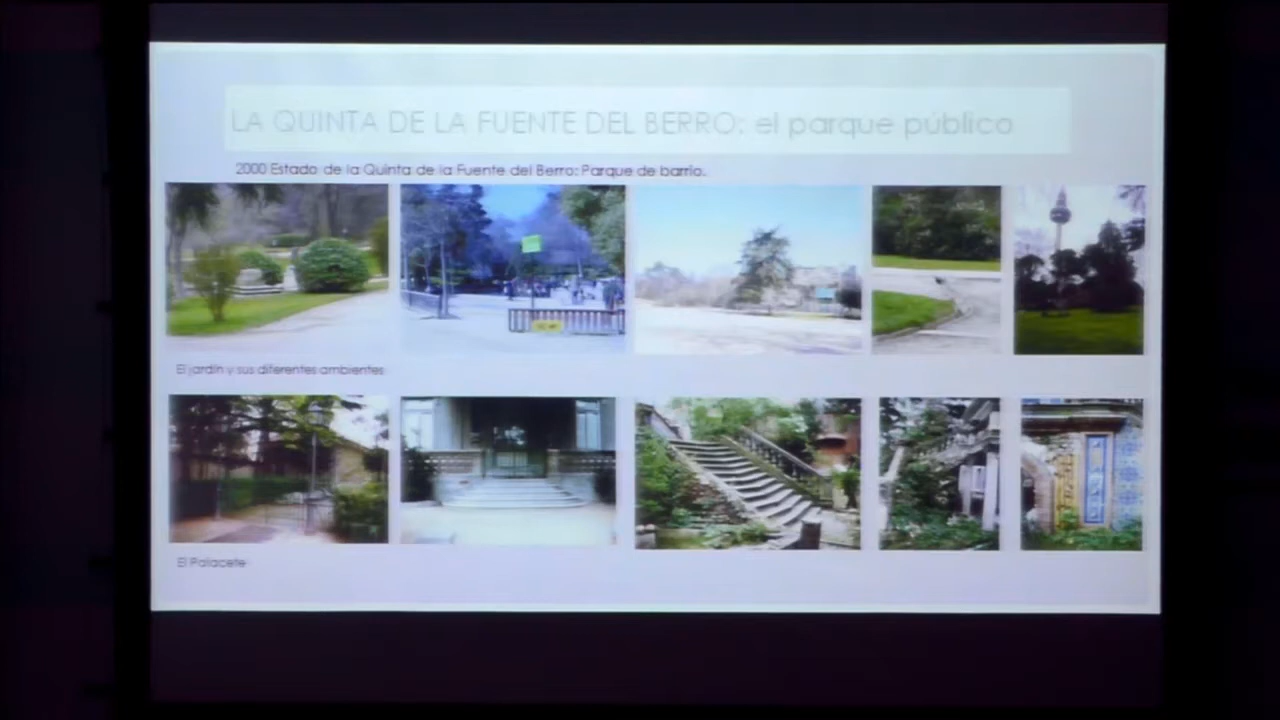 LA QUINTA DE LA FUENTE DEL BERRO: el parque público
2000 Estado de la Quinta de la Fuente del Berro: Parque de barrio.
El jardín y sus diferentes ambientes
El Palacete